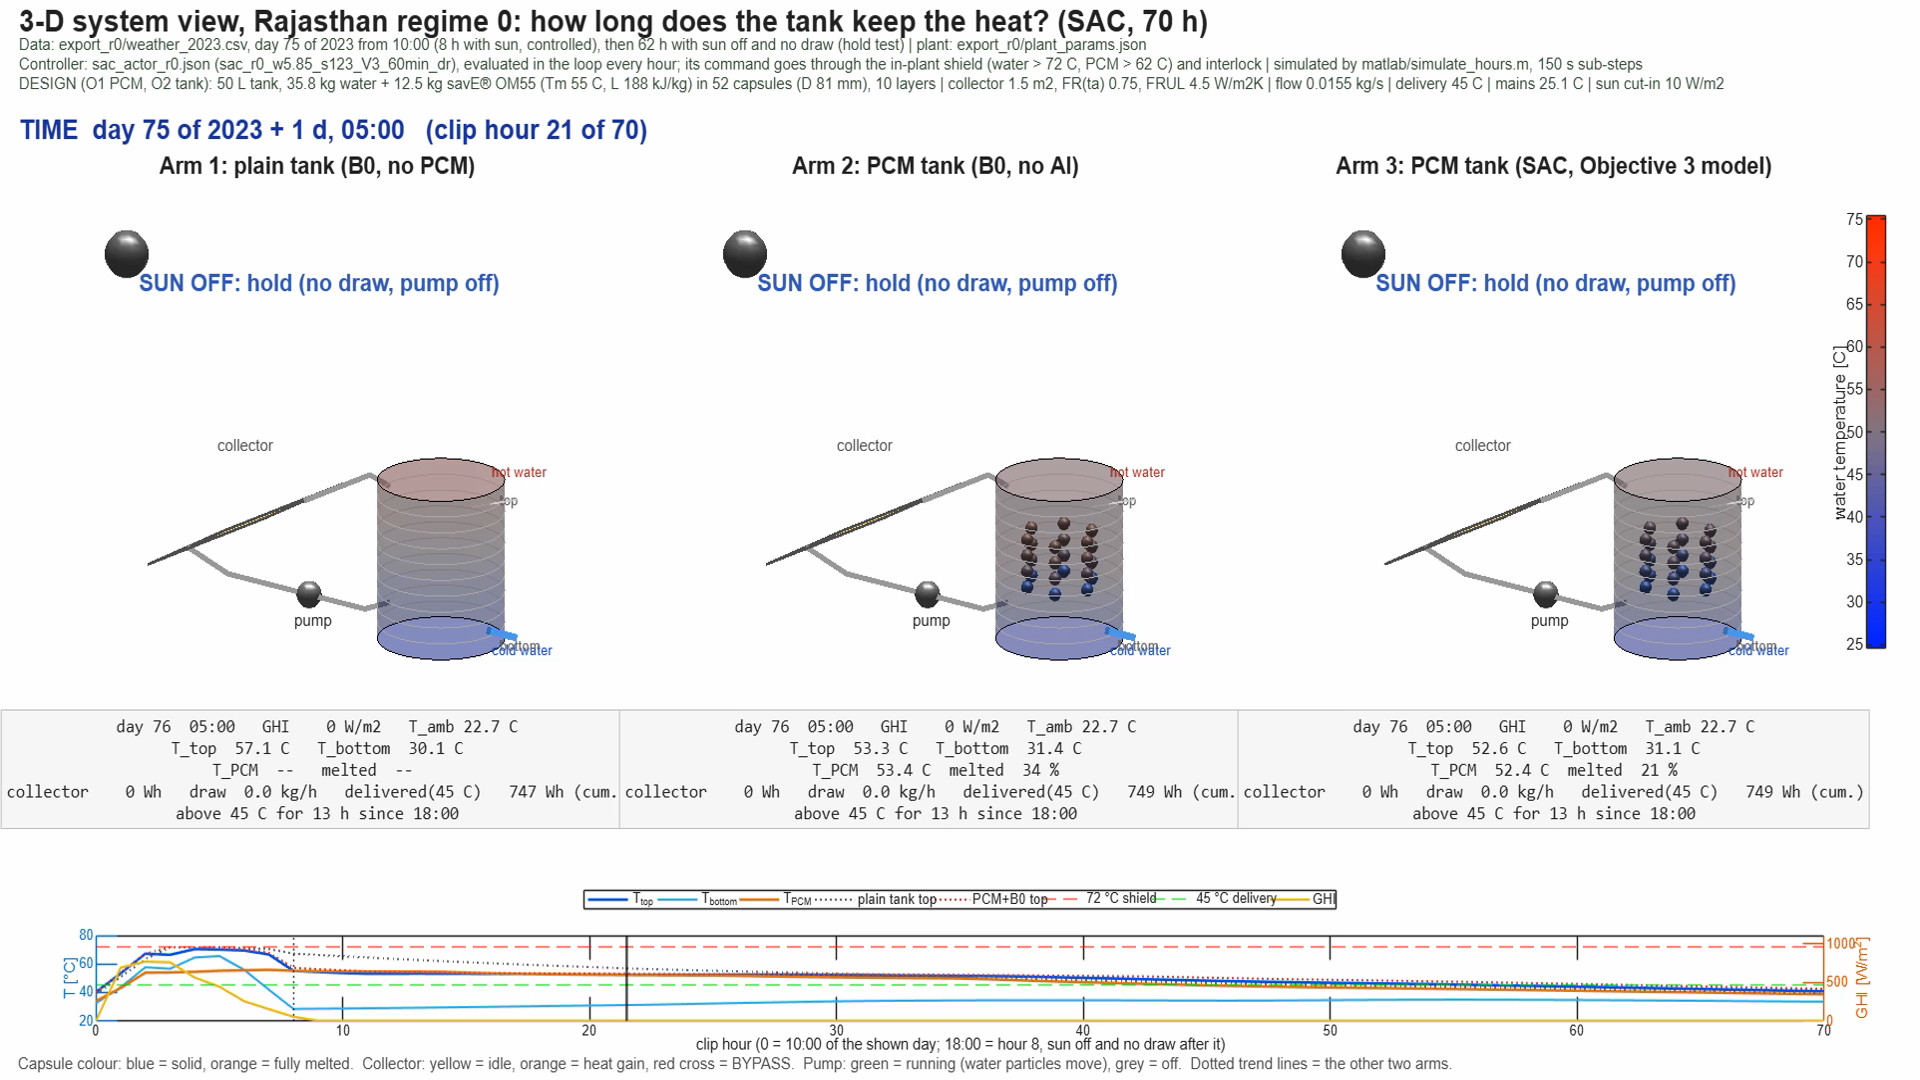 3-D system view, Rajasthan regime 0: how long does the tank keep the heat? (SAC, 70 h)
Data: export_r0/weather_2023.csv, day 75 of 2023 from 10:00 (8 h with sun, controlled), then 62 h with sun off and no draw (hold test) | plant: export_r0/plant_params.json
Controller: sac_actor_r0.json (sac_r0_w5.85_s123_V3_60min_dr), evaluated in the loop every hour; its command goes through the in-plant shield (water > 72 C, PCM > 62 C) and interlock | simulated by matlab/simulate_hours.m, 150 s sub-steps
DESIGN (O1 PCM, O2 tank): 50 L tank, 35.8 kg water + 12.5 kg savE® OM55 (Tm 55 C, L 188 kJ/kg) in 52 capsules (D 81 mm), 10 layers | collector 1.5 m2, FR(ta) 0.75, FRUL 4.5 W/m2K | flow 0.0155 kg/s | delivery 45 C | mains 25.1 C | sun cut-in 10 W/m2
TIME day 75 of 2023 + 1 d, 05:00 (clip hour 21 of 70)
Arm 1: plain tank (B0, no PCM)
Arm 2: PCM tank (B0, no AI)
Arm 3: PCM tank (SAC, Objective 3 model)
SUN OFF: hold (no draw, pump off)
SUN OFF: hold (no draw, pump off)
SUN OFF: hold (no draw, pump off)
75
70
65
60
55
50
45
40
35
30
25
water temperature [C]
collector
hot water
top
pump
bottom
cold water
collector
hot water
top
pump
bottom
cold water
collector
hot water
top
pump
bottom
cold water
day 76 05:00 GHI 0 W/m2 T_amb 22.7 C
T_top 57.1 C T_bottom 30.1 C
T_PCM -- melted --
collector 0 Wh draw 0.0 kg/h delivered(45 C) 747 Wh (cum.
above 45 C for 13 h since 18:00
day 76 05:00 GHI 0 W/m2 T_amb 22.7 C
T_top 53.3 C T_bottom 31.4 C
T_PCM 53.4 C melted 34 %
collector 0 Wh draw 0.0 kg/h delivered(45 C) 749 Wh (cum.
above 45 C for 13 h since 18:00
day 76 05:00 GHI 0 W/m2 T_amb 22.7 C
T_top 52.6 C T_bottom 31.1 C
T_PCM 52.4 C melted 21 %
collector 0 Wh draw 0.0 kg/h delivered(45 C) 749 Wh (cum.)
above 45 C for 13 h since 18:00
T_top T_bottom T_PCM plain tank top PCM+B0 top 72 °C shield 45 °C delivery GHI
80
60
40
20
T [°C]
1000
500
0
GHI [W/m2]
0 10 20 30 40 50 60 70
clip hour (0 = 10:00 of the shown day; 18:00 = hour 8, sun off and no draw after it)
Capsule colour: blue = solid, orange = fully melted. Collector: yellow = idle, orange = heat gain, red cross = BYPASS. Pump: green = running (water particles move), grey = off. Dotted trend lines = the other two arms.